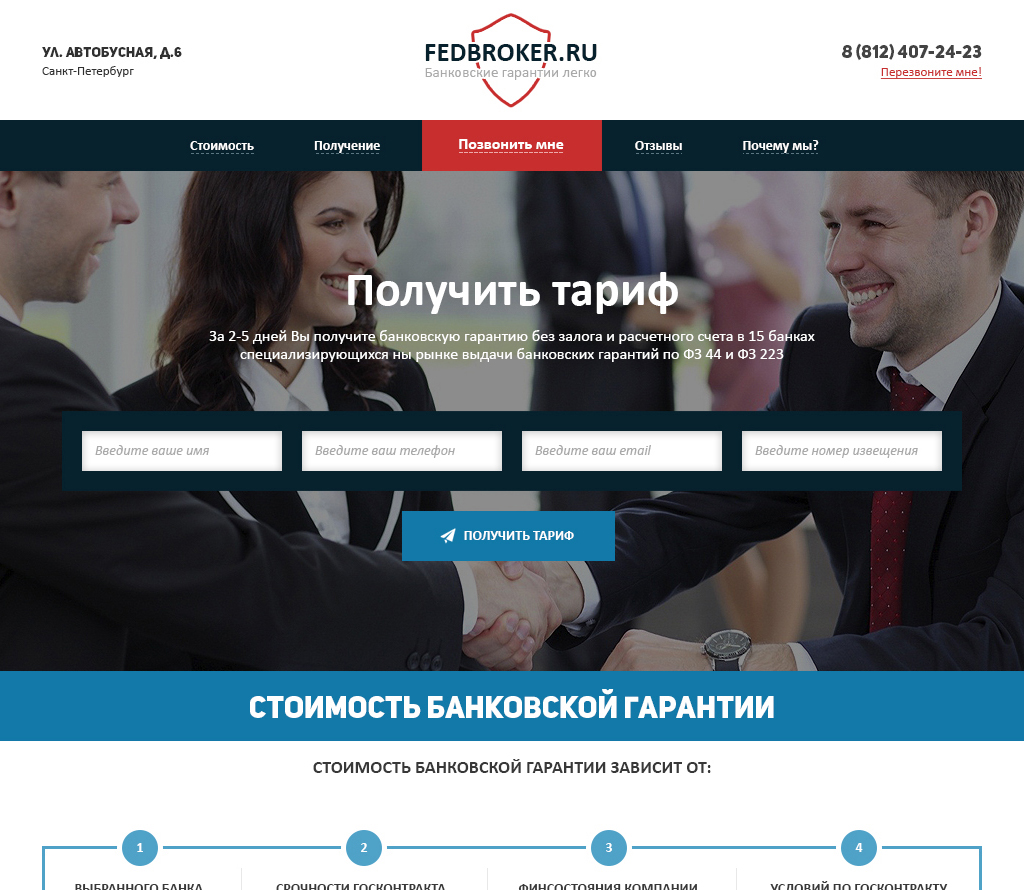 УЛ. АВТОБУСНАЯ, Д.6
Санкт-Петербург
FEDBROKER.RU
Банковские гарантии легко
8 (812) 407-24-23
Перезвоните мне!
Стоимость
Получение
Позвонить мне
Отзывы
Почему мы?
Получить тариф
За 2-5 дней Вы получите банковскую гарантию без залога и расчетного счета в 15 банках
специализирующихся ны рынке выдачи банковских гарантий по ФЗ 44 и ФЗ 223
Введите ваше имя
Введите ваш телефон
Введите ваш email
Введите номер извещения
ПОЛУЧИТЬ ТАРИФ
СТОИМОСТЬ БАНКОВСКОЙ ГАРАНТИИ
СТОИМОСТЬ БАНКОВСКОЙ ГАРАНТИИ ЗАВИСИТ ОТ:
1
2
3
4
ВЫБРАННОГО БАНКА
СРОЧНОСТИ ГОСКОНТРАКТА
ФИНСОСТОЯНИЯ КОМПАНИИ
УСЛОВИЙ ПО ГОСКОНТРАКТУ